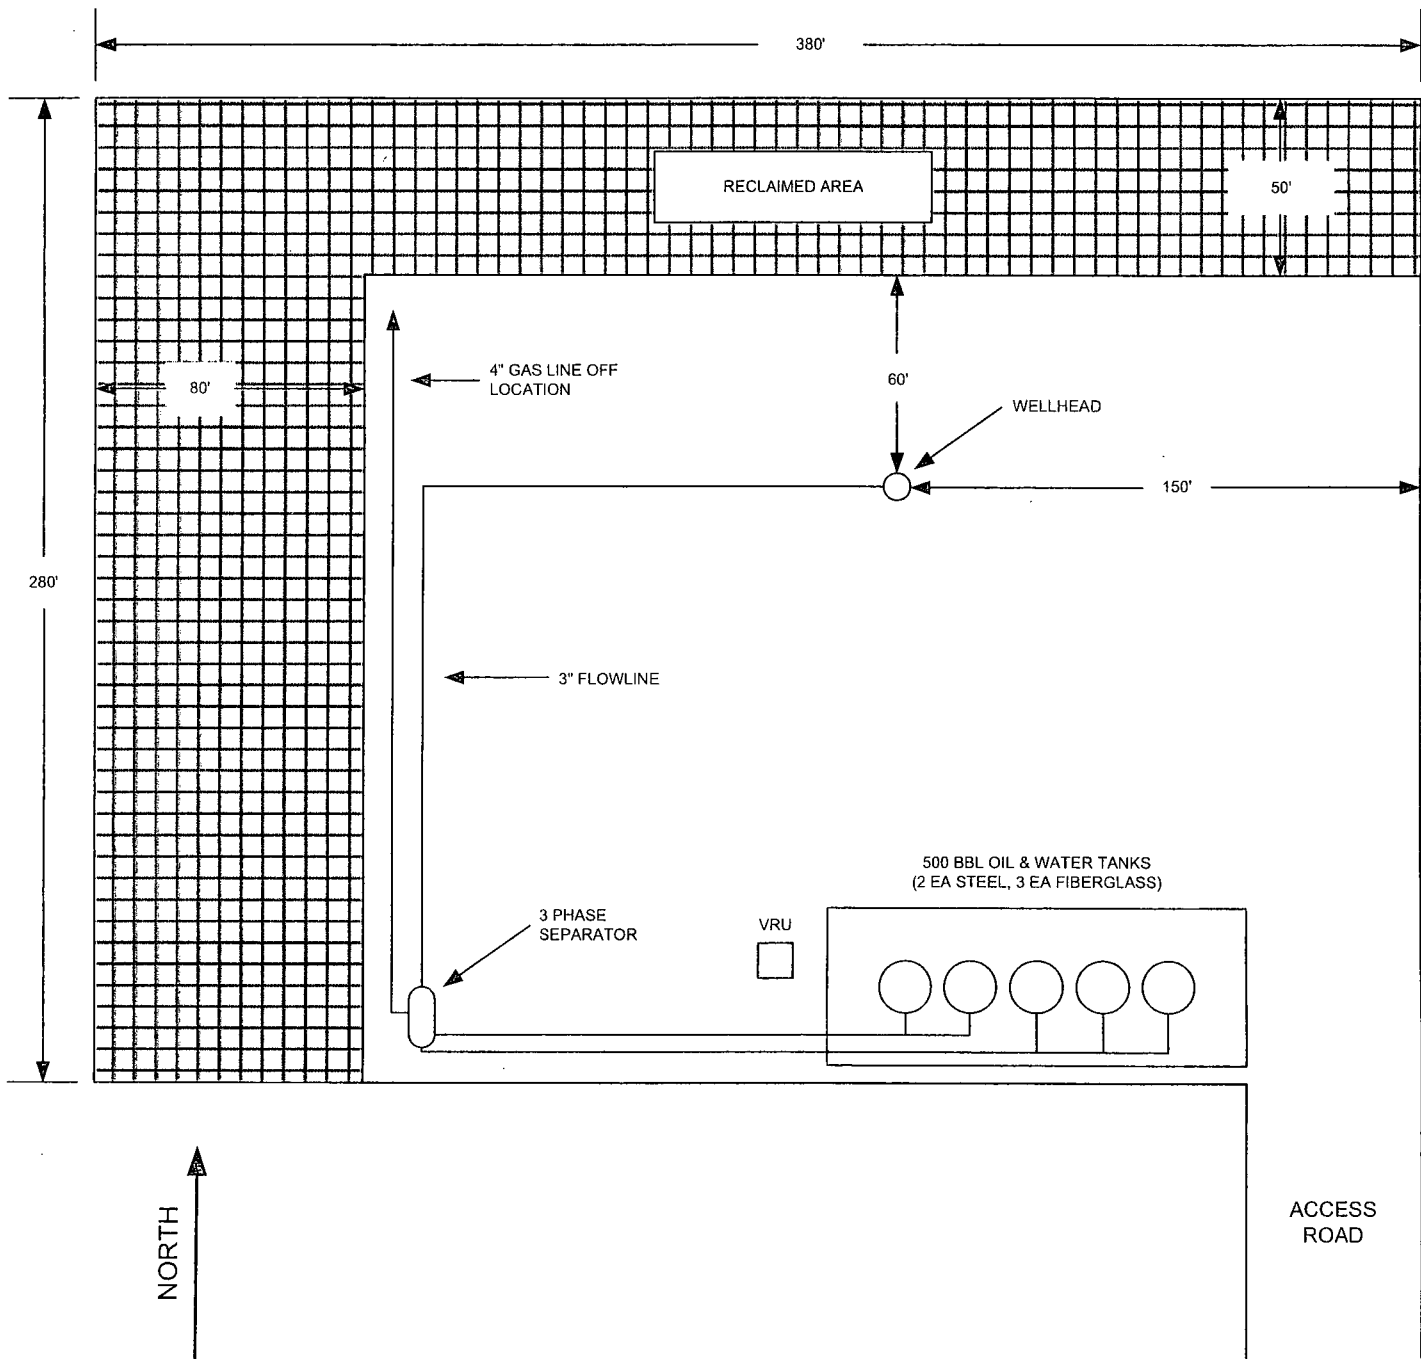 380'
RECLAIMED AREA
50'
4" GAS LINE OFF
LOCATION
80'
60'
WELLHEAD
150'
280'
3" FLOWLINE
500 BBL OIL & WATER TANKS
(2 EA STEEL, 3 EA FIBERGLASS)
3 PHASE
SEPARATOR
VRU
NORTH
ACCESS
ROAD